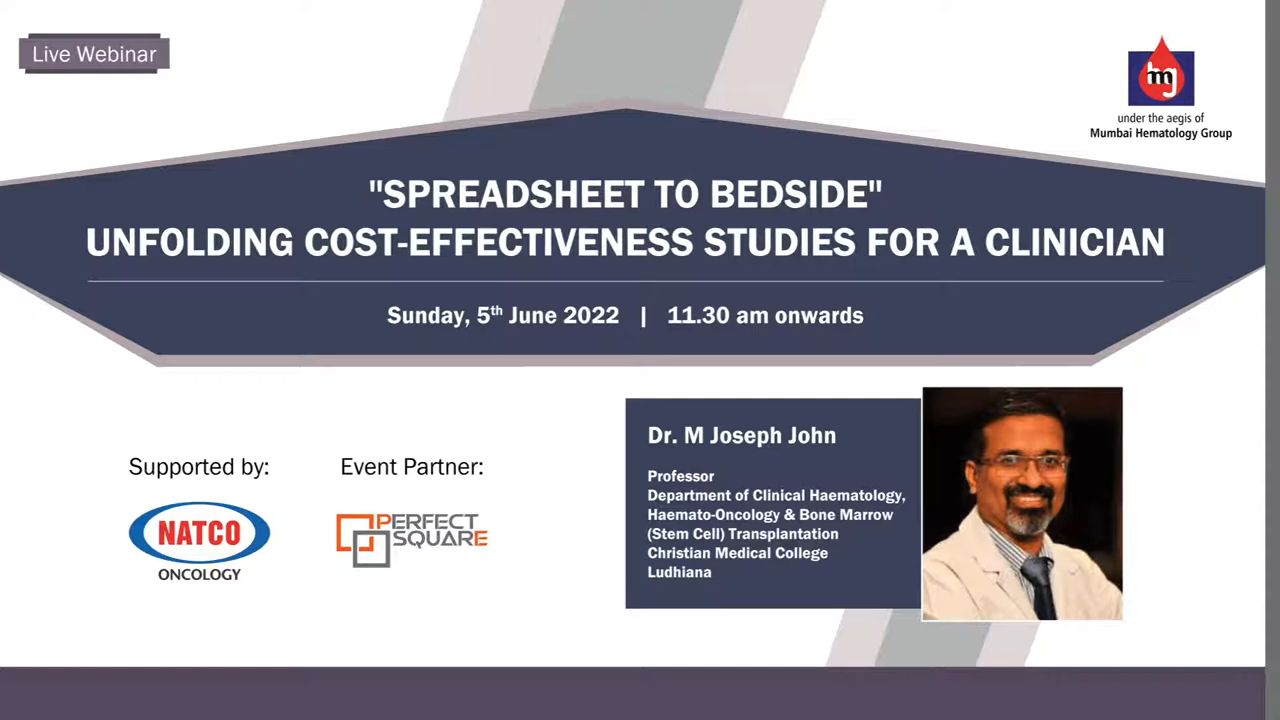 Live Webinar
mg
under the aegis of
Mumbai Hematology Group
"SPREADSHEET TO BEDSIDE"
UNFOLDING COST-EFFECTIVENESS STUDIES FOR A CLINICIAN
Sunday, 5th June 2022 | 11.30 am onwards
Supported by:
NATCO
ONCOLOGY
Event Partner:
PERFECT
SQUARE
Dr. M Joseph John
Professor
Department of Clinical Haematology,
Haemato-Oncology & Bone Marrow
(Stem Cell) Transplantation
Christian Medical College
Ludhiana